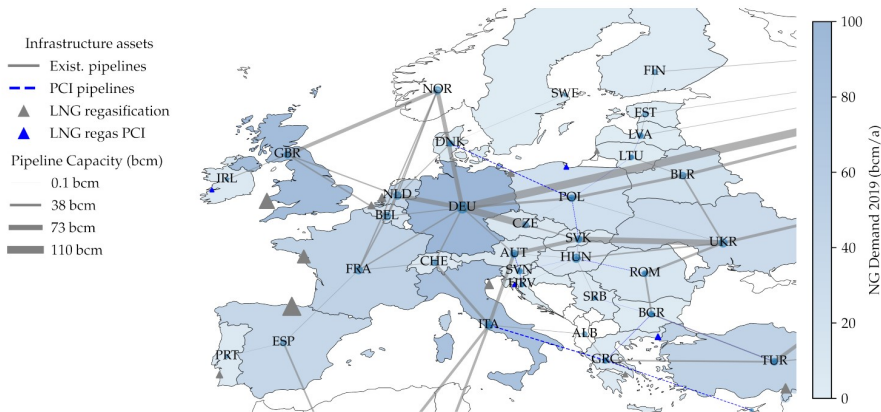 Infrastructure assets
Exist. pipelines
PCI pipelines
LNG regasification
LNG regas PCI
Pipeline Capacity (bcm)
0.1 bcm
38 bcm
73 bcm
110 bcm
NOR
SWE
FIN
EST
LVA
LTU
DNK
GBR
IRL
NLD
BEL
DEU
POL
BLR
CZE
SVK
UKR
FRA
CHE
AUT
HUN
SVN
HRV
ROM
SRB
BGR
ITA
ALB
GRC
TUR
ESP
PRT
100
80
60
40
20
0
NG Demand 2019 (bcm/a)